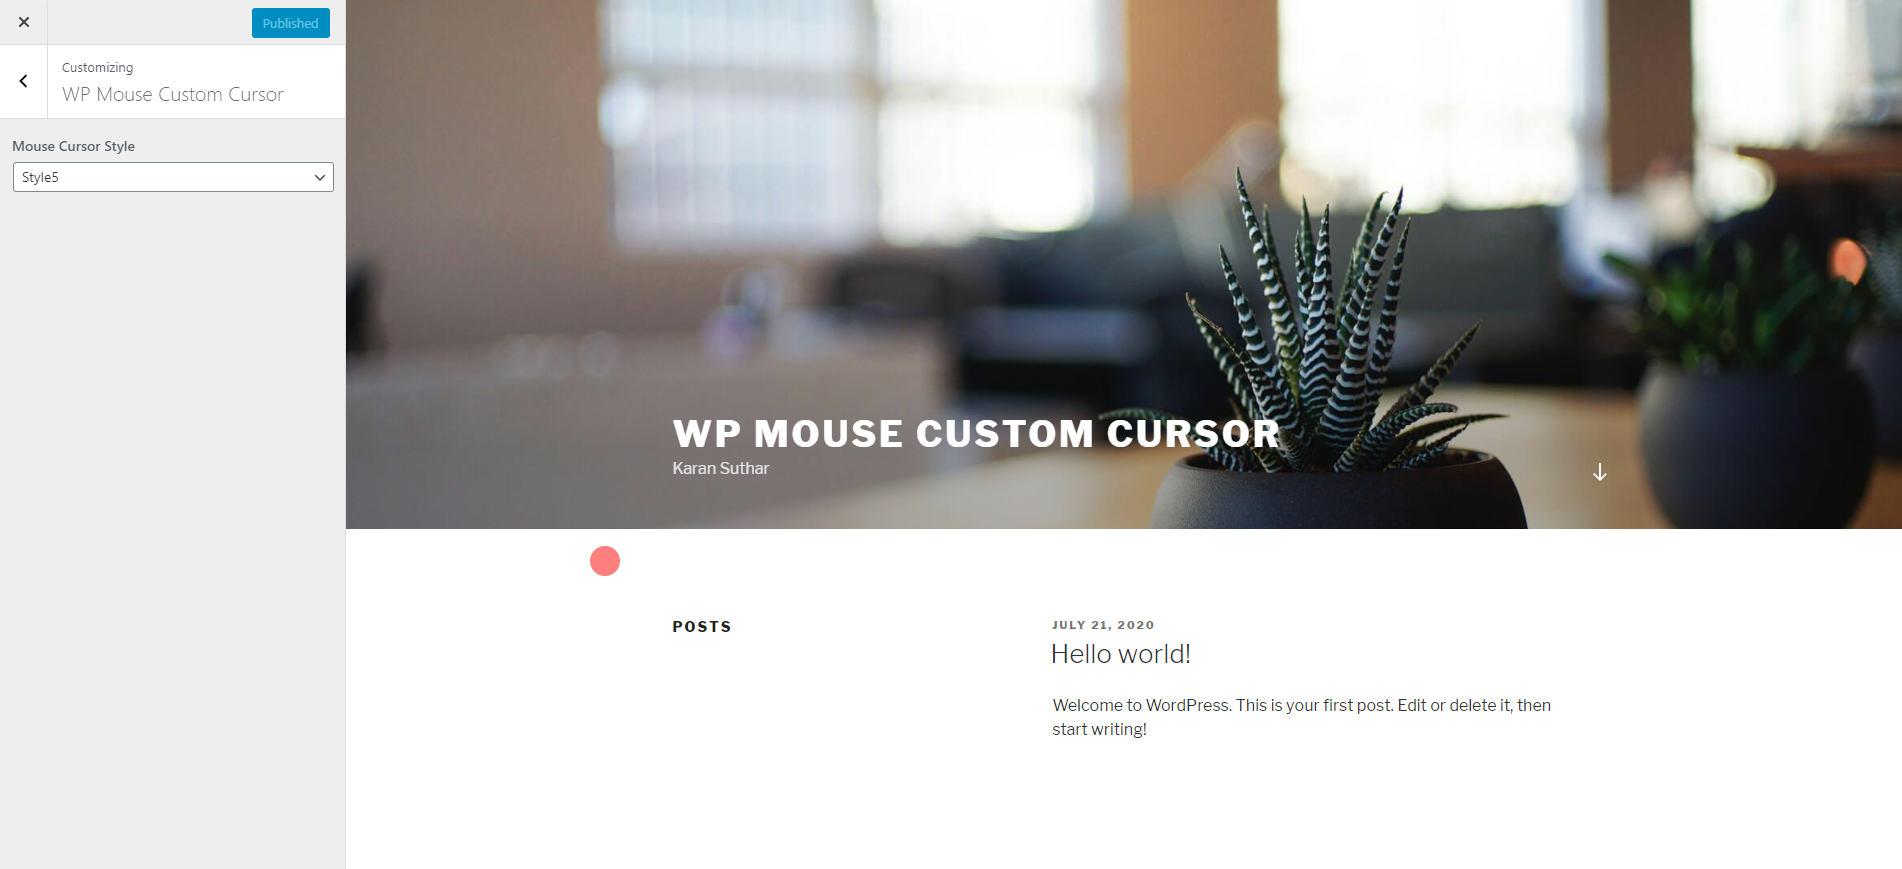 Published
Customizing
WP Mouse Custom Cursor
Mouse Cursor Style
Style5
WP MOUSE CUSTOM CURSOR
Karan Suthar
POSTS
JULY 21, 2020
Hello world!
Welcome to WordPress. This is your first post. Edit or delete it, then
start writing!